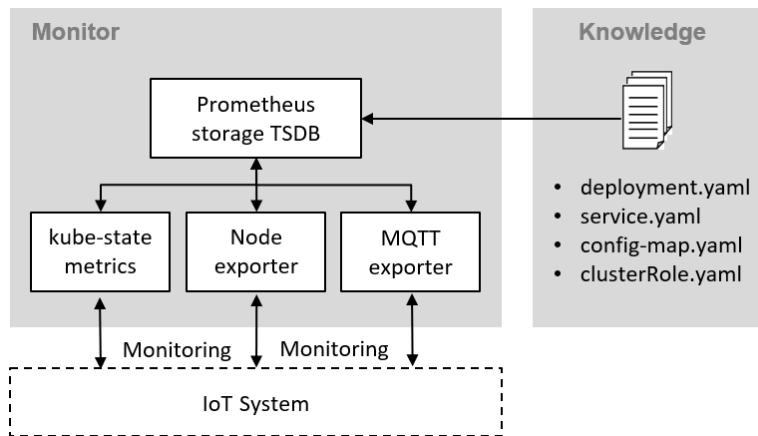 Monitor
Knowledge
Prometheus
storage TSDB
kube-state
metrics
Node
exporter
MQTT
exporter
• deployment.yaml
• service.yaml
• config-map.yaml
• clusterRole.yaml
Monitoring
Monitoring
IoT System